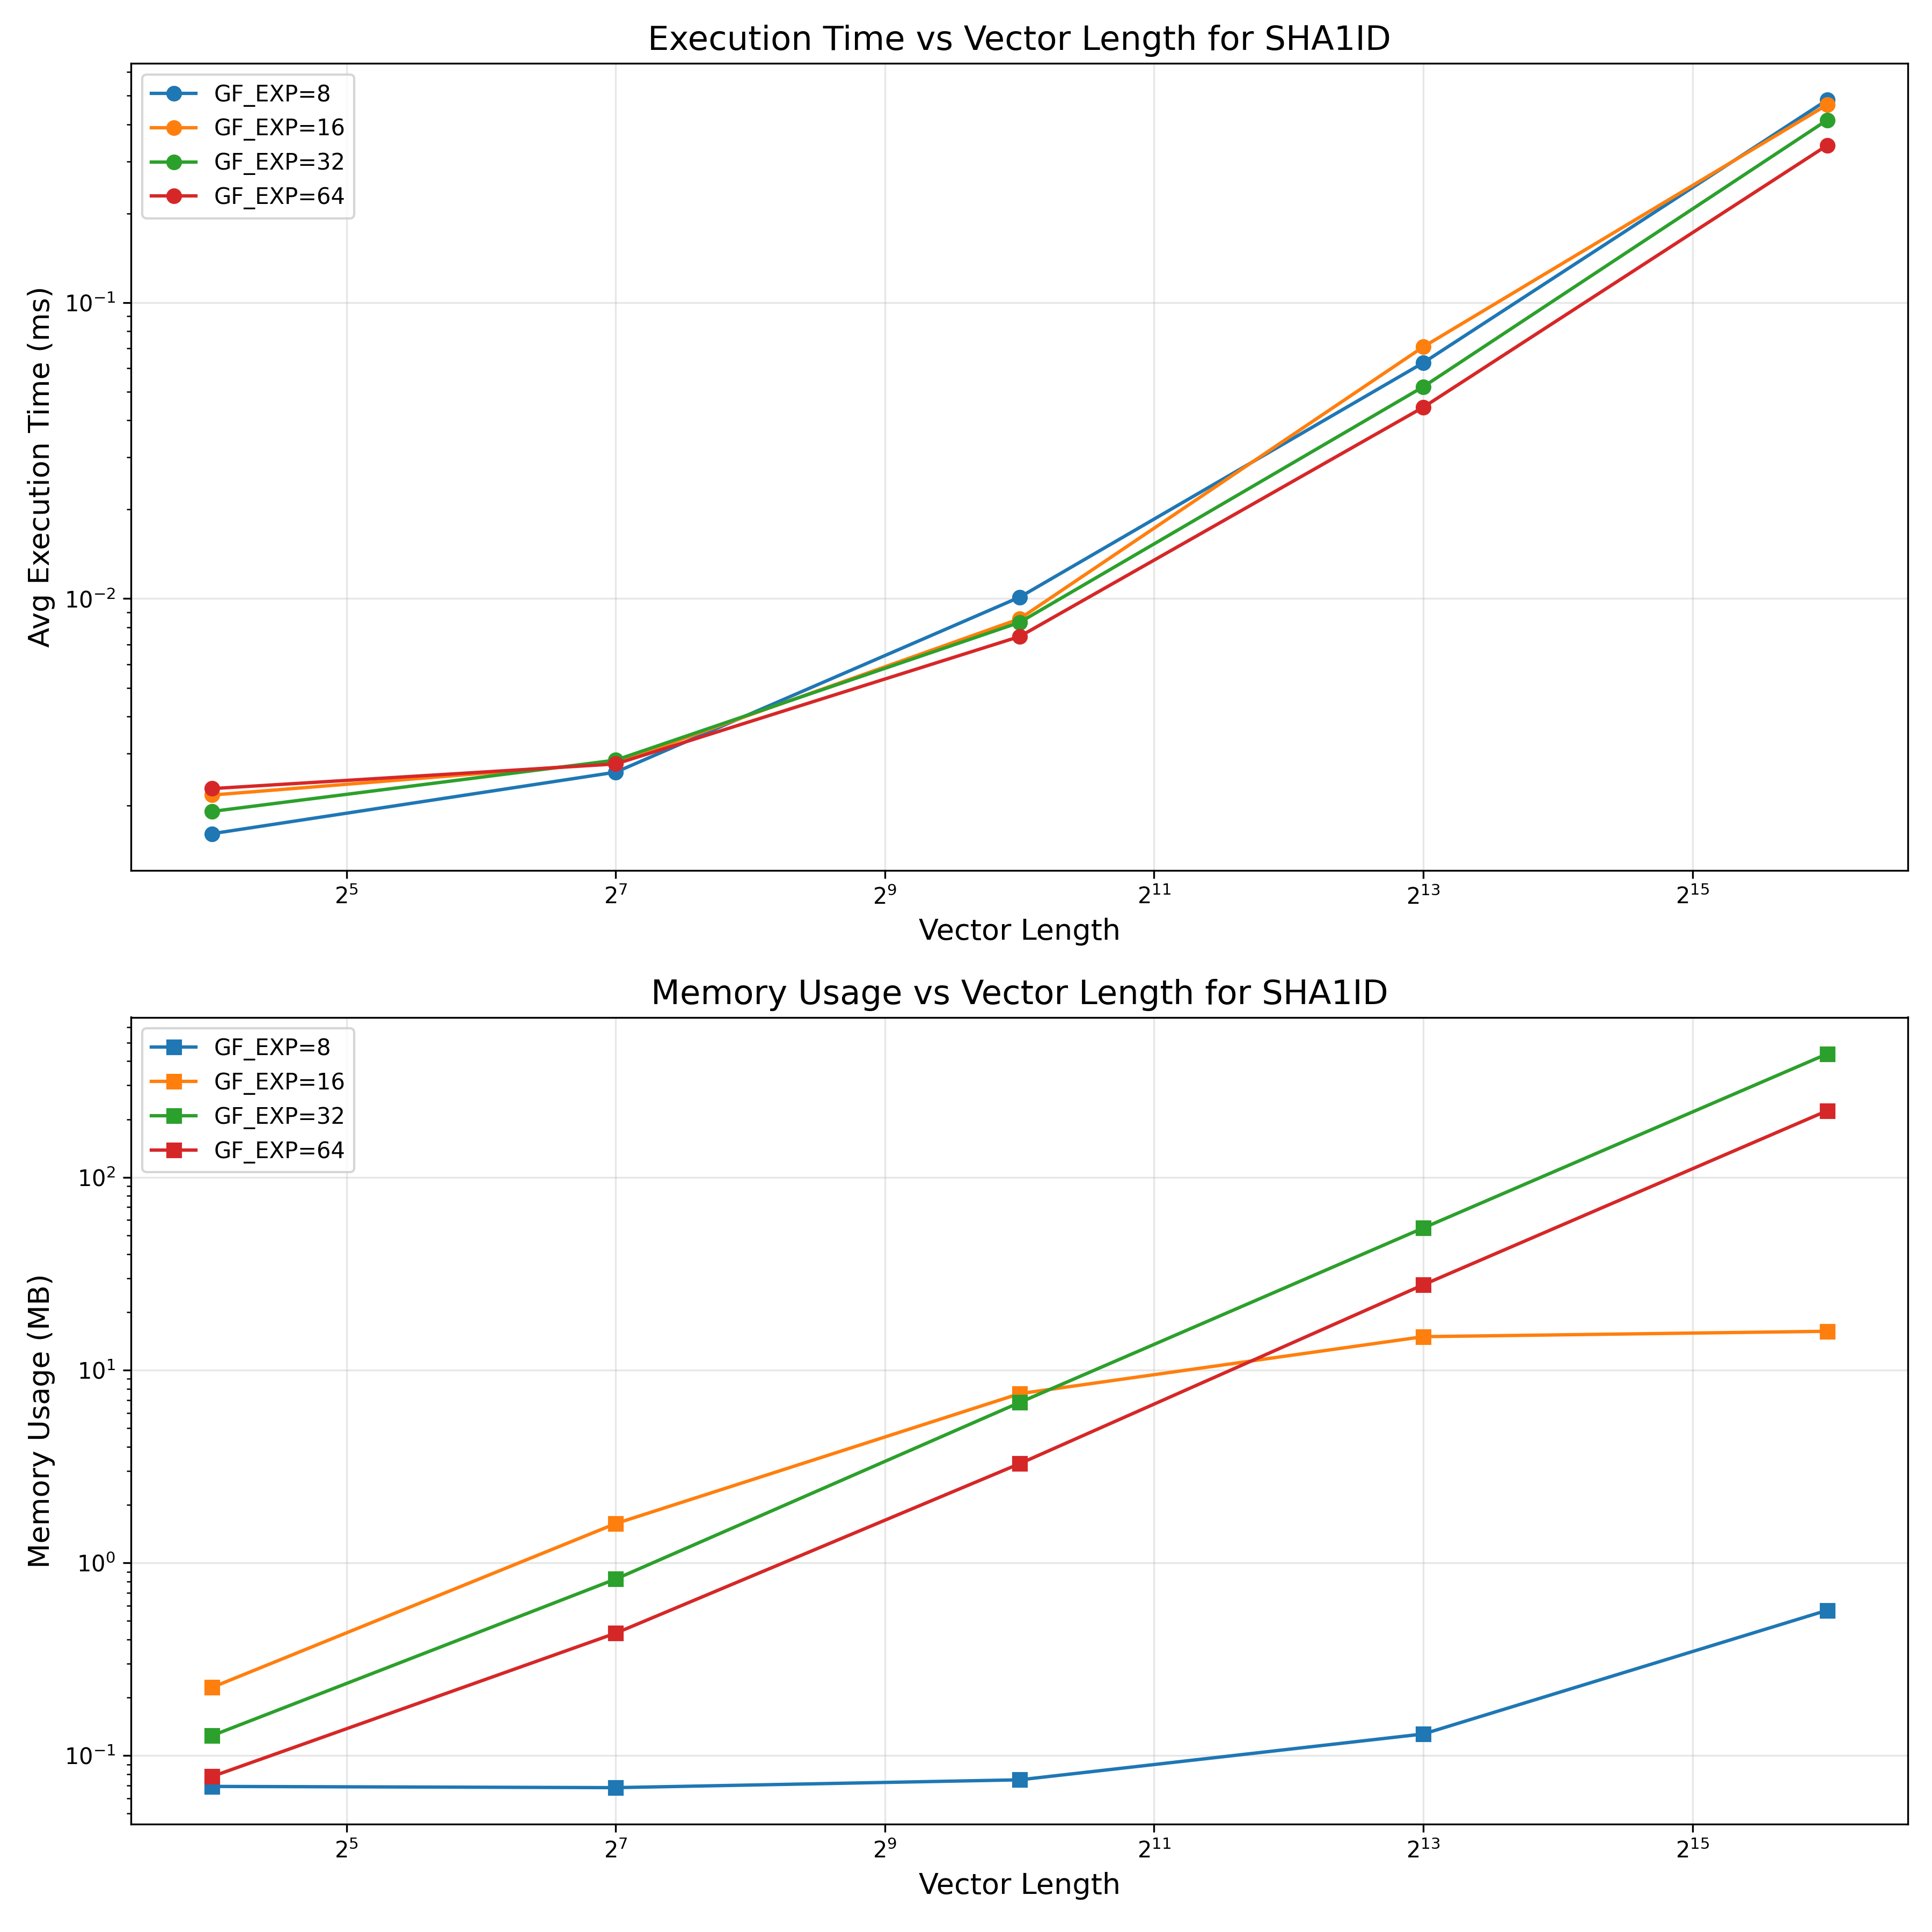 Execution Time vs Vector Length for SHA1ID
GF_EXP=8
GF_EXP=16
GF_EXP=32
GF_EXP=64
Avg Execution Time (ms)
10⁻¹
10⁻²
2⁵ 2⁷ 2⁹ 2¹¹ 2¹³ 2¹⁵
Vector Length
Memory Usage vs Vector Length for SHA1ID
GF_EXP=8
GF_EXP=16
GF_EXP=32
GF_EXP=64
Memory Usage (MB)
10²
10¹
10⁰
10⁻¹
2⁵ 2⁷ 2⁹ 2¹¹ 2¹³ 2¹⁵
Vector Length